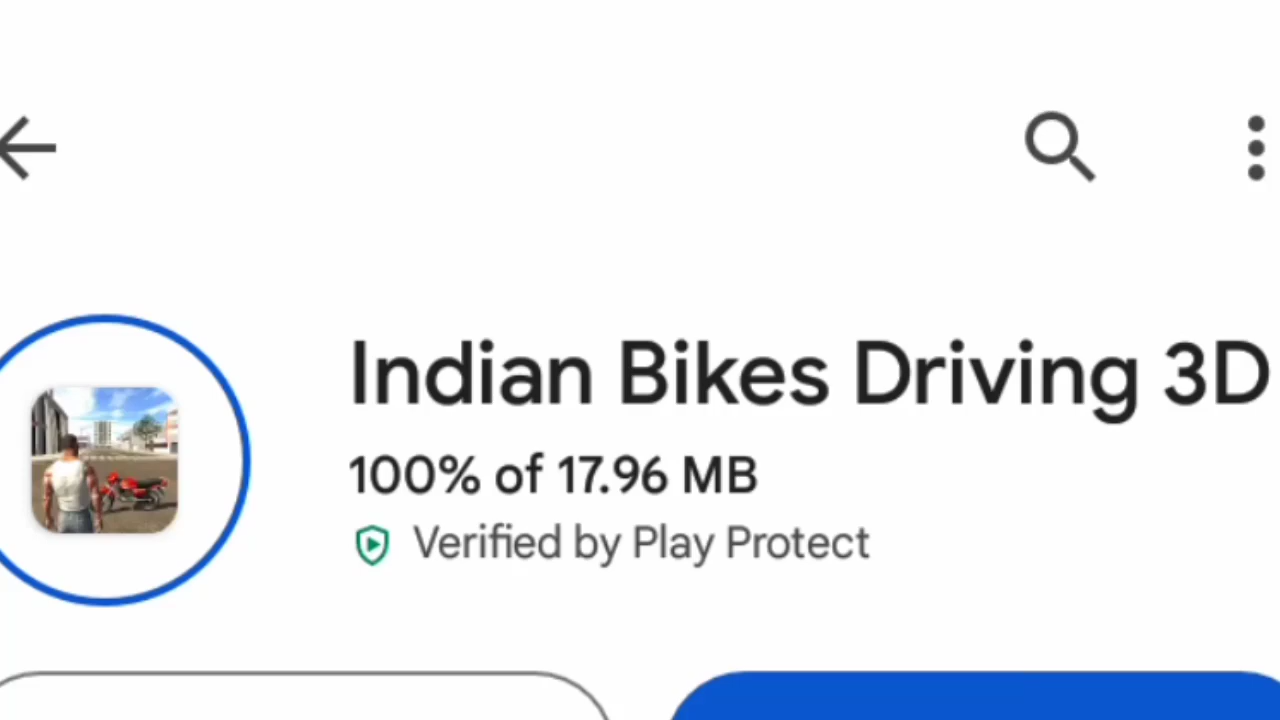 Indian Bikes Driving 3D
100% of 17.96 MB
Verified by Play Protect